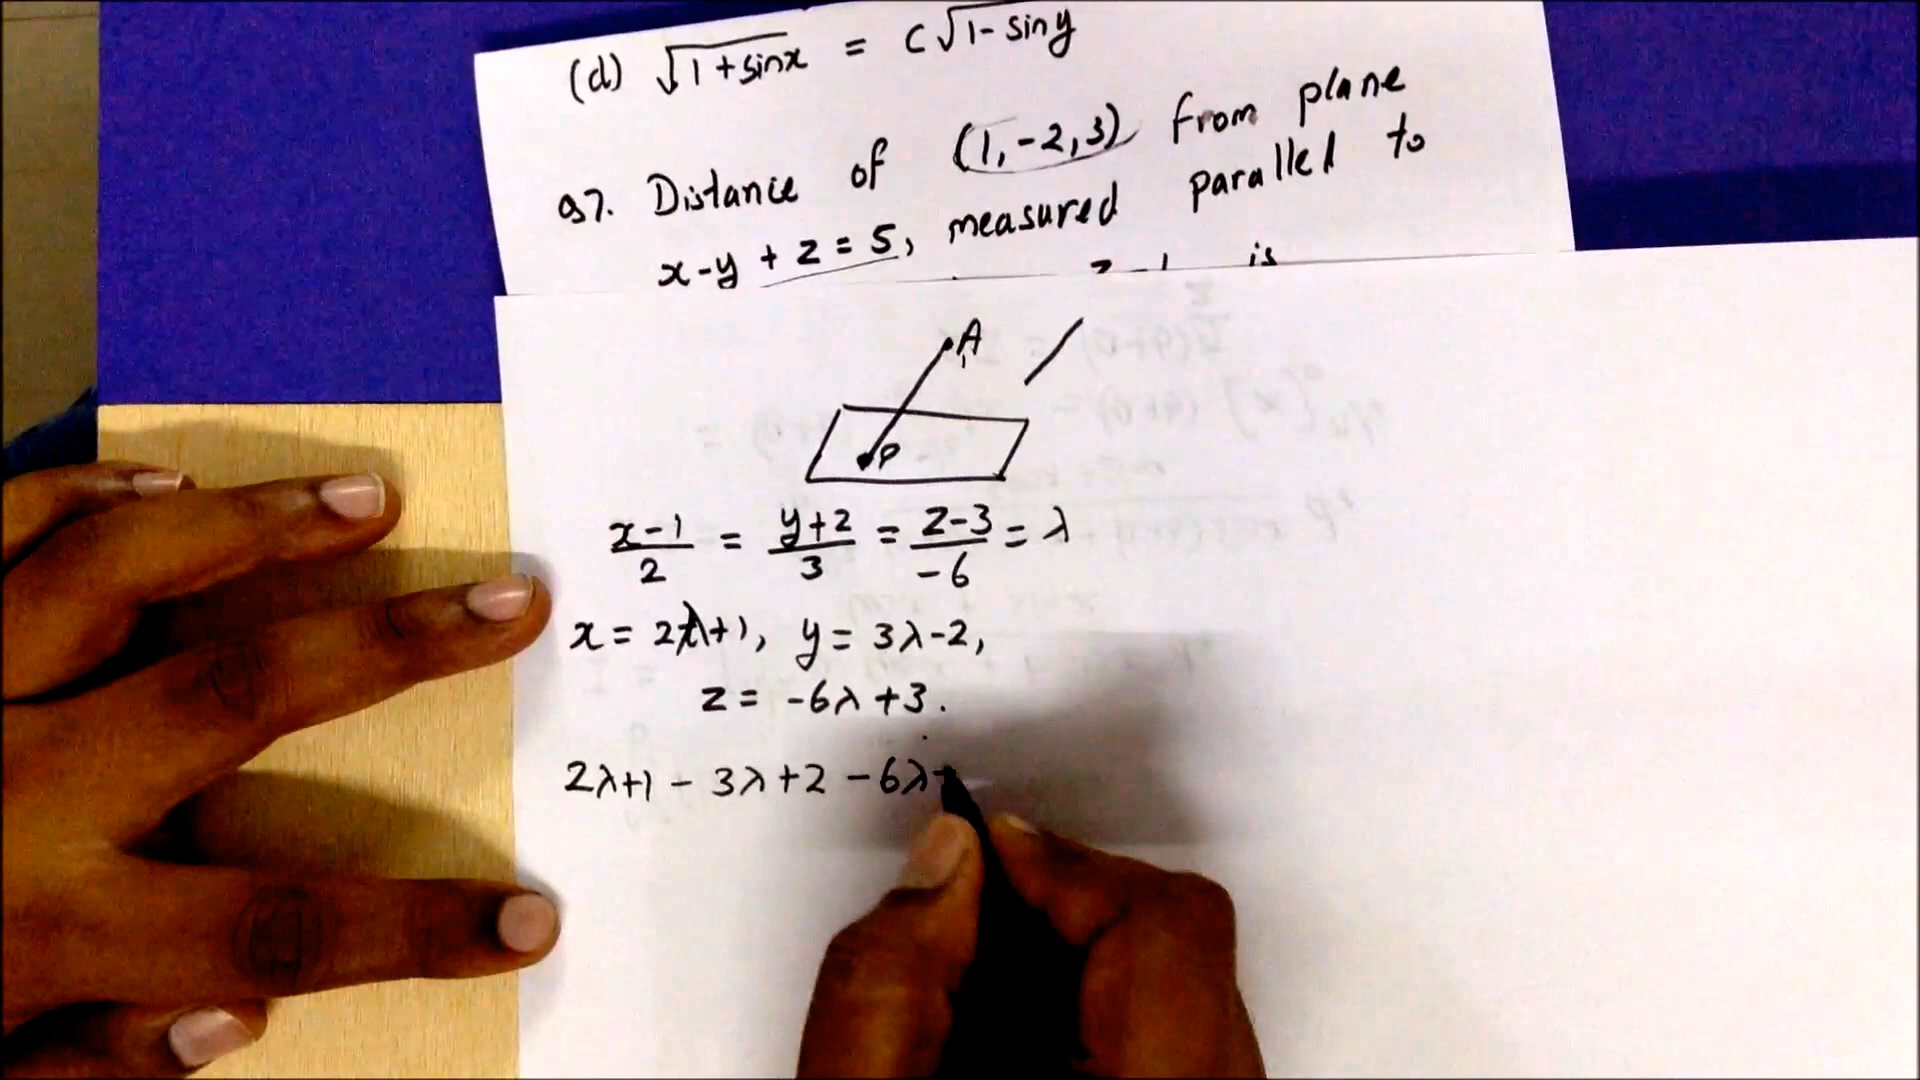 (d) √1+sinx = C√1-siny
97. Distance of (1,-2,3) from plane
x-y+z=5, measured parallel to
is
A
P
x-1/2 = y+2/3 = z-3/-6 = λ
x = 2λ+1, y = 3λ-2,
z = -6λ+3.
2λ+1 - 3λ+2 -6λ